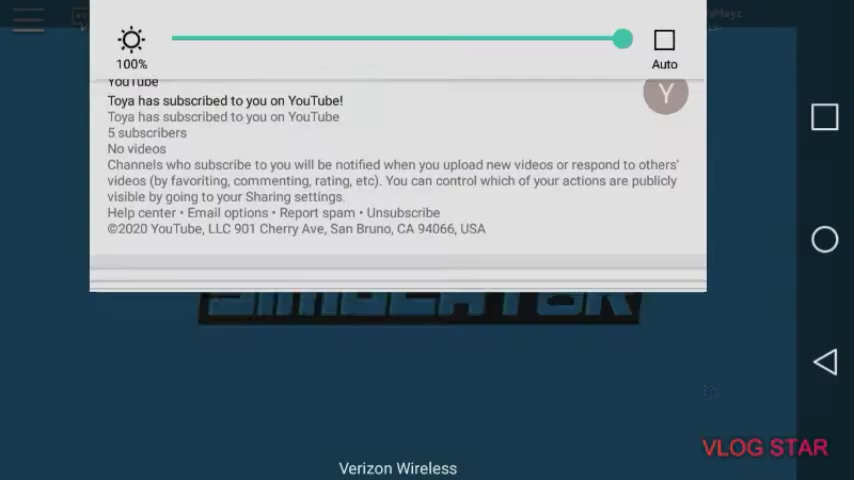 100%
Auto
YouTube
Toya has subscribed to you on YouTube!
Y
Toya has subscribed to you on YouTube
5 subscribers
No videos
Channels who subscribe to you will be notified when you upload new videos or respond to others'
videos (by favoriting, commenting, rating, etc). You can control which of your actions are publicly
visible by going to your Sharing settings.
Help center • Email options • Report spam • Unsubscribe
©2020 YouTube, LLC 901 Cherry Ave, San Bruno, CA 94066, USA
SIMULATOR
VLOG STAR
Verizon Wireless